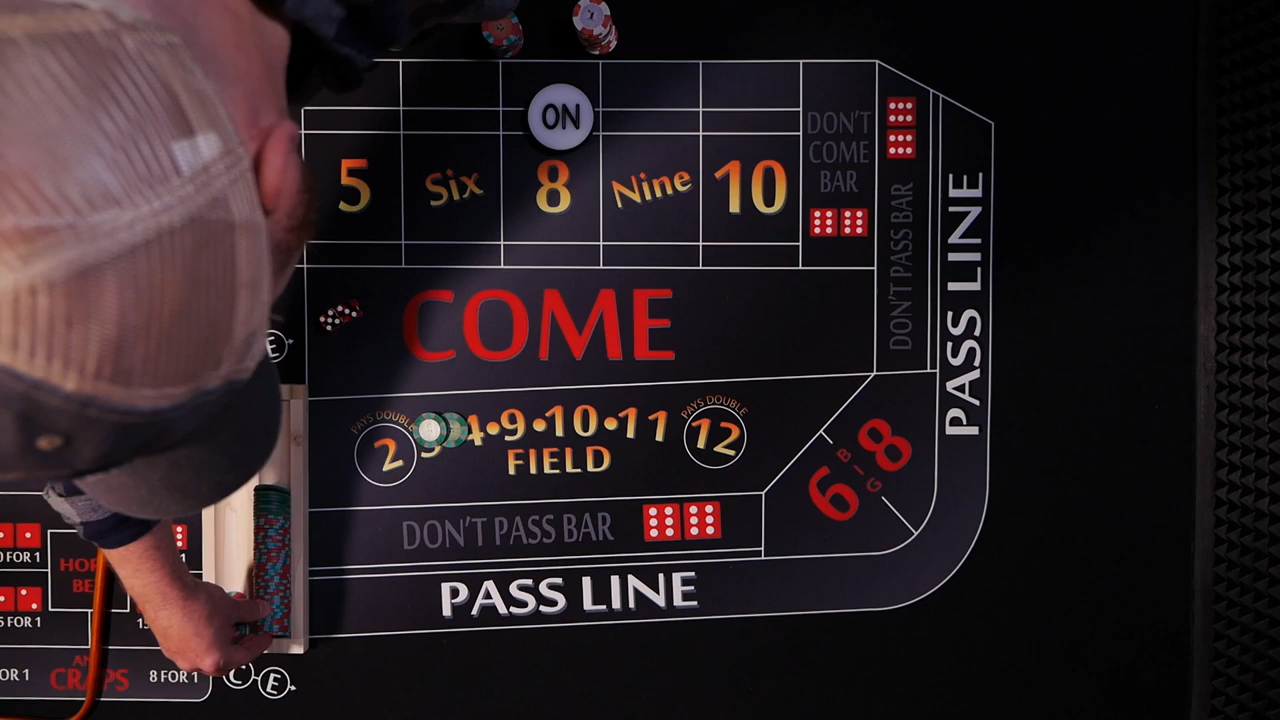 ON
5 Six 8 Nine 10
DON'T
COME
BAR
DON'T PASS BAR
PASS LINE
COME
E
PAYS DOUBLE
2
4•9•10•11
PAYS DOUBLE
12
FIELD
6 8
BIG
DON'T PASS BAR
PASS LINE
FOR 1
FOR 1
8 FOR 1
CRAPS
C
E